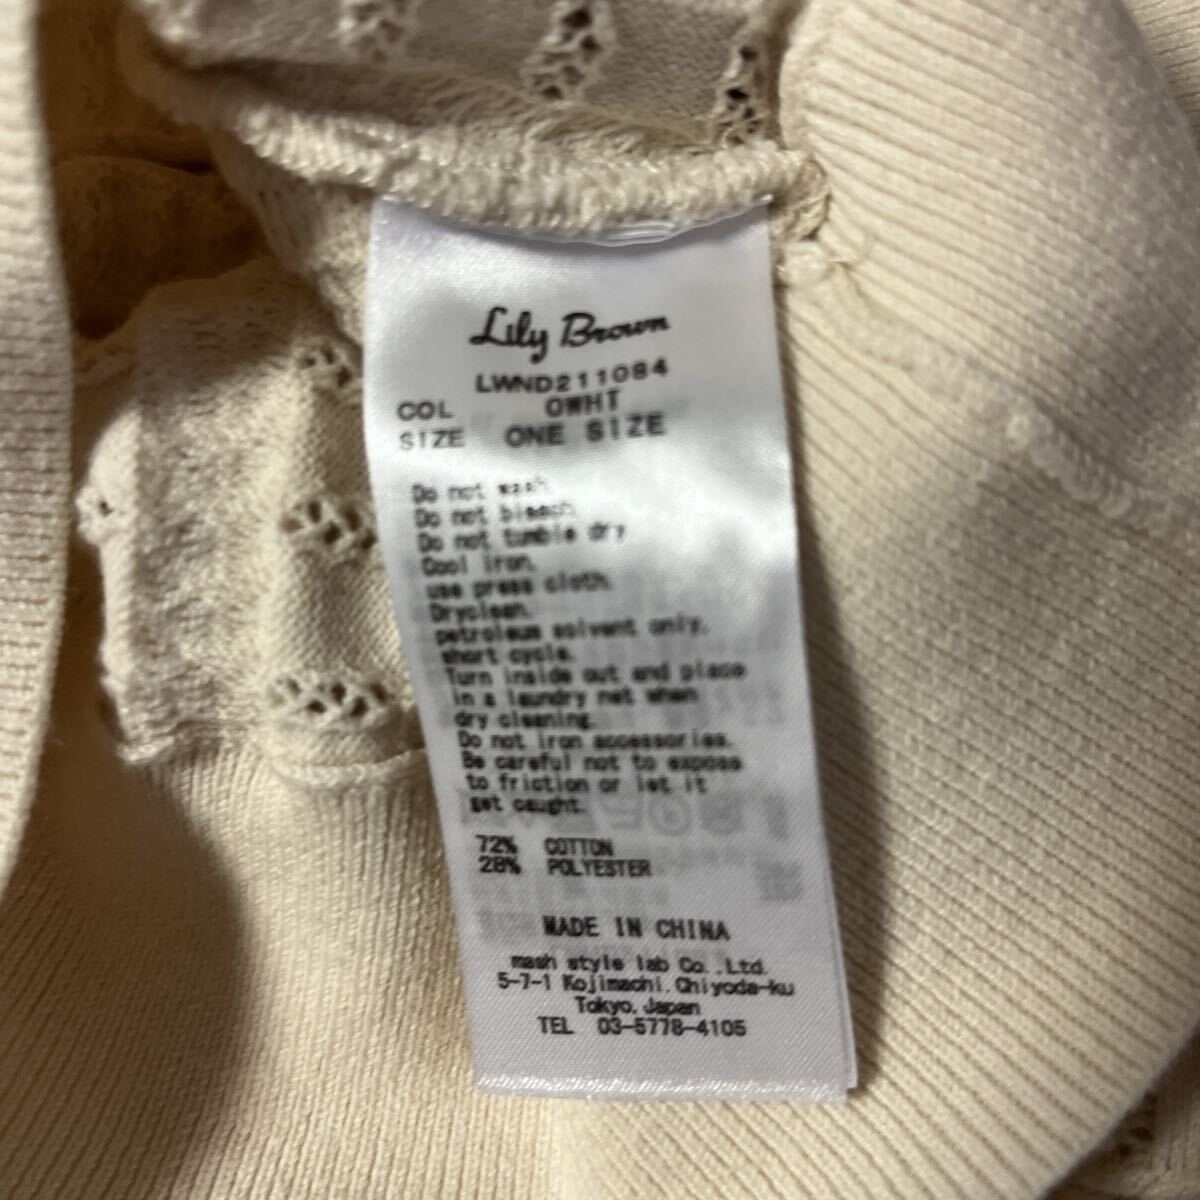 Lily Brown
LWND211084
COL OWHT
SIZE ONE SIZE
Do not wash.
Do not bleach.
Do not tumble dry
Cool iron.
use press cloth.
Dryclean.
petroleum solvent only.
short cycle.
Turn inside out and place
in a laundry net when
dry cleaning.
Do not iron accessories.
Be careful not to expose
to friction or let it
get caught.
72% COTTON
28% POLYESTER
MADE IN CHINA
mash style lab Co.,Ltd.
5-7-1 Kojimachi.Chiyoda-ku
Tokyo.Japan
TEL 03-5778-4105